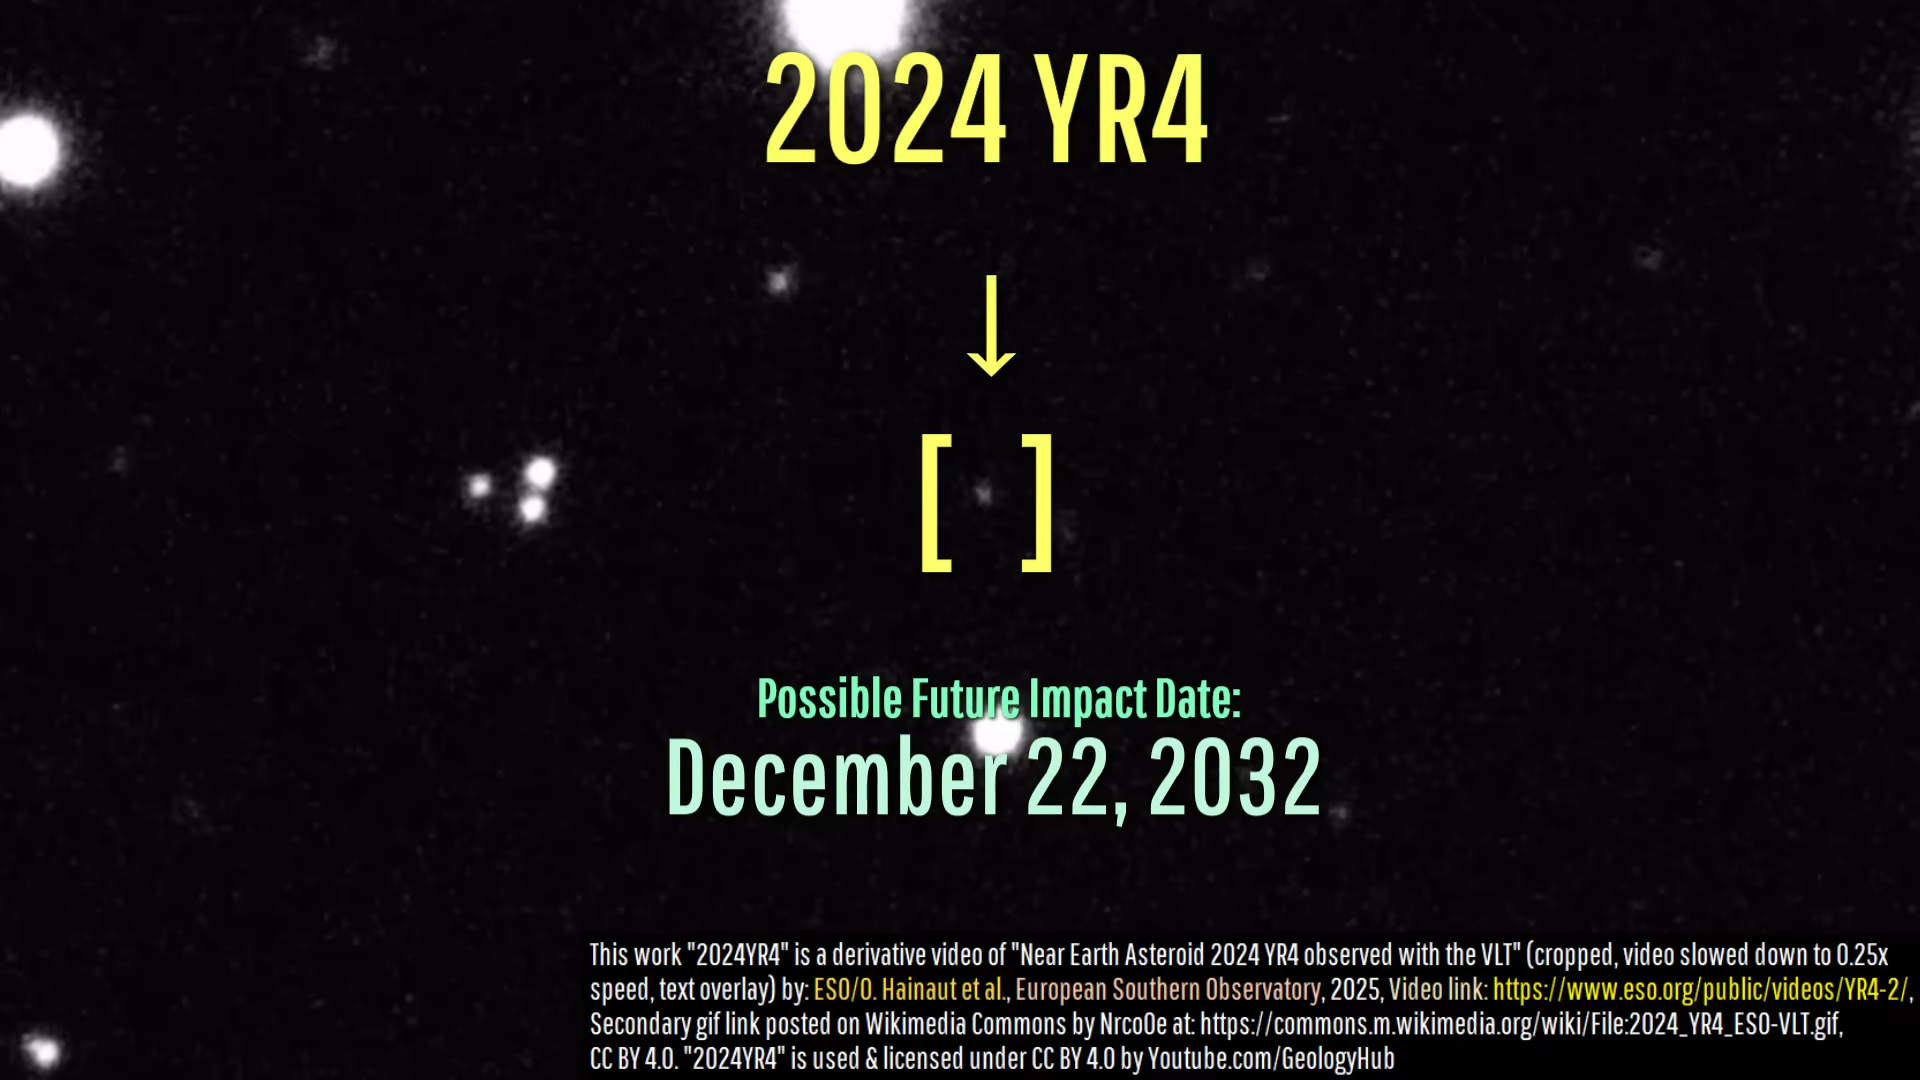 2024 YR4
↓
[ ]
Possible Future Impact Date:
December 22, 2032
This work "2024YR4" is a derivative video of "Near Earth Asteroid 2024 YR4 observed with the VLT" (cropped, video slowed down to 0.25x
speed, text overlay) by: ESO/O. Hainaut et al., European Southern Observatory, 2025, Video link: https://www.eso.org/public/videos/YR4-2/,
Secondary gif link posted on Wikimedia Commons by Nrco0e at: https://commons.m.wikimedia.org/wiki/File:2024_YR4_ESO-VLT.gif,
CC BY 4.0. "2024YR4" is used & licensed under CC BY 4.0 by Youtube.com/GeologyHub